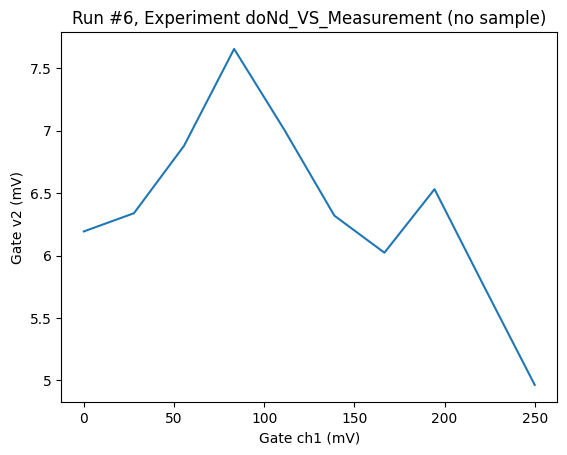 Run #6, Experiment doNd_VS_Measurement (no sample)
7.5
7
6.5
6
5.5
5
Gate v2 (mV)
0 50 100 150 200 250
Gate ch1 (mV)